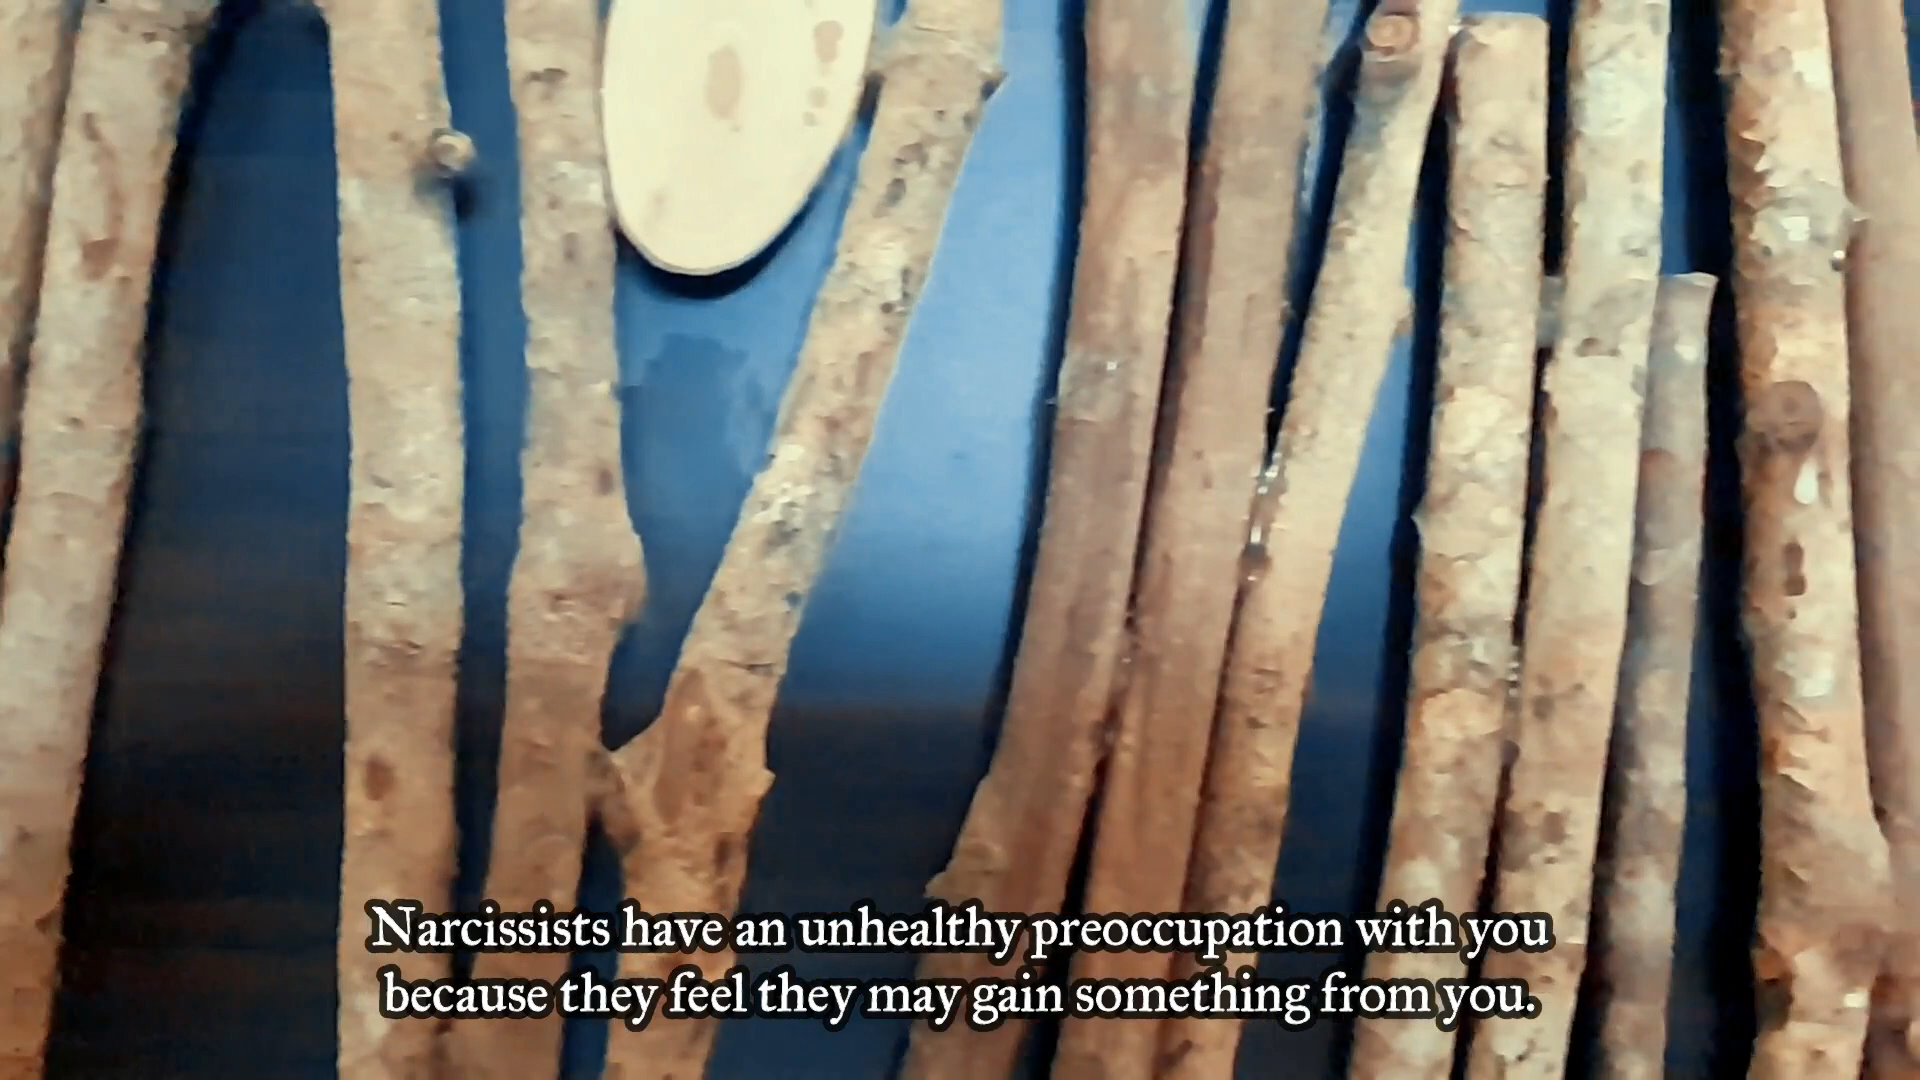 Narcissists have an unhealthy preoccupation with you
because they feel they may gain something from you.